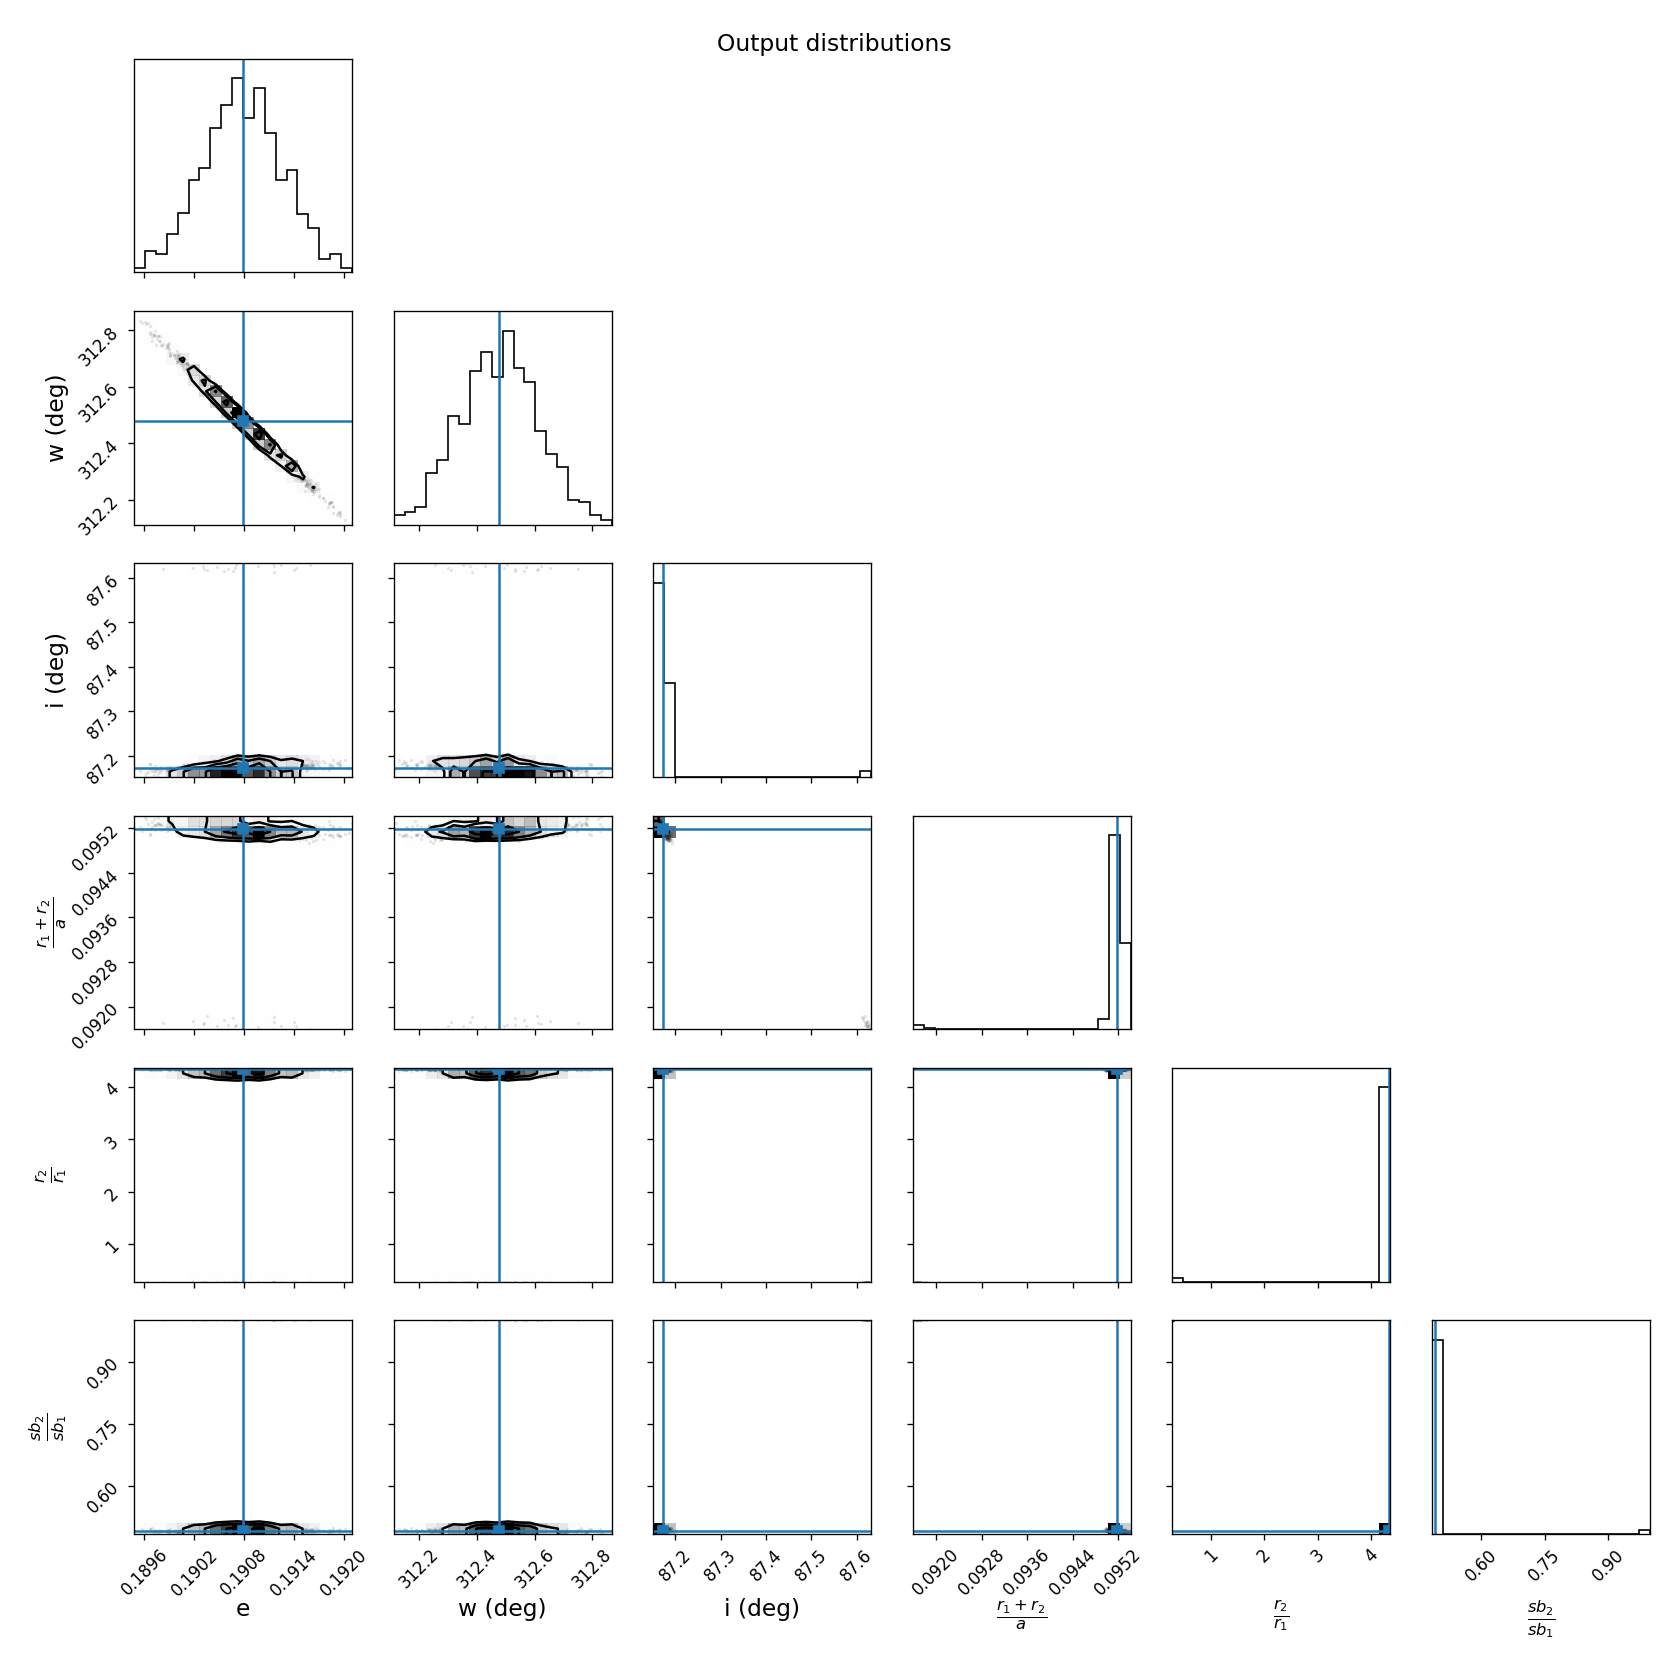 Output distributions
w (deg)
312.8
312.6
312.4
312.2
i (deg)
87.6
87.5
87.4
87.3
87.2
r₁ + r₂
a
0.0952
0.0944
0.0936
0.0928
0.0920
r₂
r₁
4
3
2
1
sb₂
sb₁
0.90
0.75
0.60
0.1896 0.1902 0.1908 0.1914 0.1920
e
312.2 312.4 312.6 312.8
w (deg)
87.2 87.3 87.4 87.5 87.6
i (deg)
0.0920 0.0928 0.0936 0.0944 0.0952
r₁ + r₂
a
1 2 3 4
r₂
r₁
0.60 0.75 0.90
sb₂
sb₁